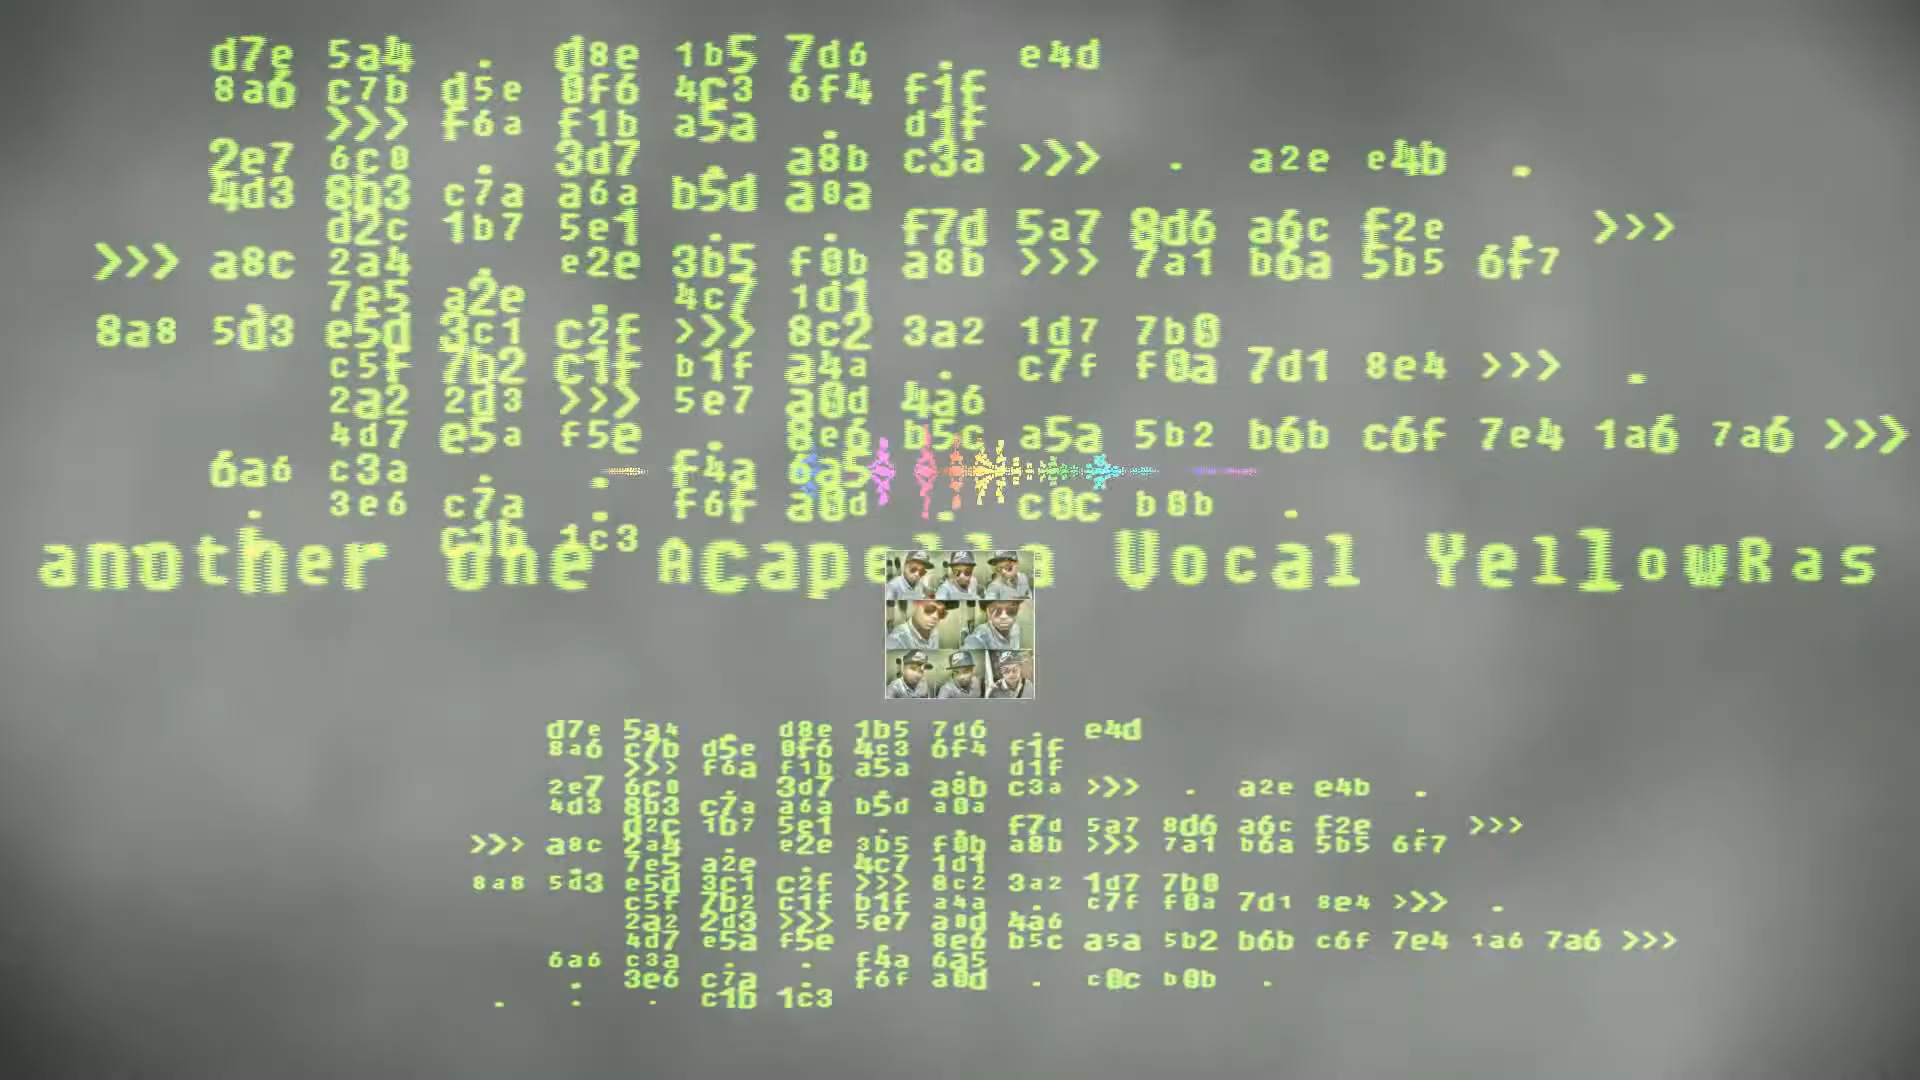 d7e 5a4 . d8e 1b5 7d6 . e4d
8a6 c7b d5e 0f6 4c3 6f4 f1f
>>> f6a f1b a5a . d1f
2e7 6c0 . 3d7 . a8b c3a >>> . a2e e4b .
4d3 8b3 c7a a6a b5d a0a
d2c 1b7 5e1 . . f7d 5a7 8d6 a6c f2e . >>>
>>> a8c 2a4 . e2e 3b5 f0b a8b >>> 7a1 b6a 5b5 6f7
7e5 a2e . 4c7 1d1
8a8 5d3 e5d 3c1 c2f >>> 8c2 3a2 1d7 7b0
c5f 7b2 c1f b1f a4a . c7f f0a 7d1 8e4 >>> .
2a2 2d3 >>> 5e7 a0d 4a6
4d7 e5a f5e . 8e6 b5c a5a 5b2 b6b c6f 7e4 1a6 7a6 >>>
6a6 c3a . . f4a 6a5
. 3e6 c7a . f6f a0d . c0c b0b .
c1b 1c3
another one Acapella Vocal YellowRas
d7e 5a4 . d8e 1b5 7d6 . e4d
8a6 c7b d5e 0f6 4c3 6f4 f1f
>>> f6a f1b a5a . d1f
2e7 6c0 . 3d7 . a8b c3a >>> . a2e e4b .
4d3 8b3 c7a a6a b5d a0a
d2c 1b7 5e1 . . f7d 5a7 8d6 a6c f2e . >>>
>>> a8c 2a4 . e2e 3b5 f0b a8b >>> 7a1 b6a 5b5 6f7
7e5 a2e . 4c7 1d1
8a8 5d3 e5d 3c1 c2f >>> 8c2 3a2 1d7 7b0
c5f 7b2 c1f b1f a4a . c7f f0a 7d1 8e4 >>> .
2a2 2d3 >>> 5e7 a0d 4a6
4d7 e5a f5e 8e6 b5c a5a 5b2 b6b c6f 7e4 1a6 7a6 >>>
6a6 c3a . . f4a 6a5
. 3e6 c7a . f6f a0d . c0c b0b .
. . . c1b 1c3